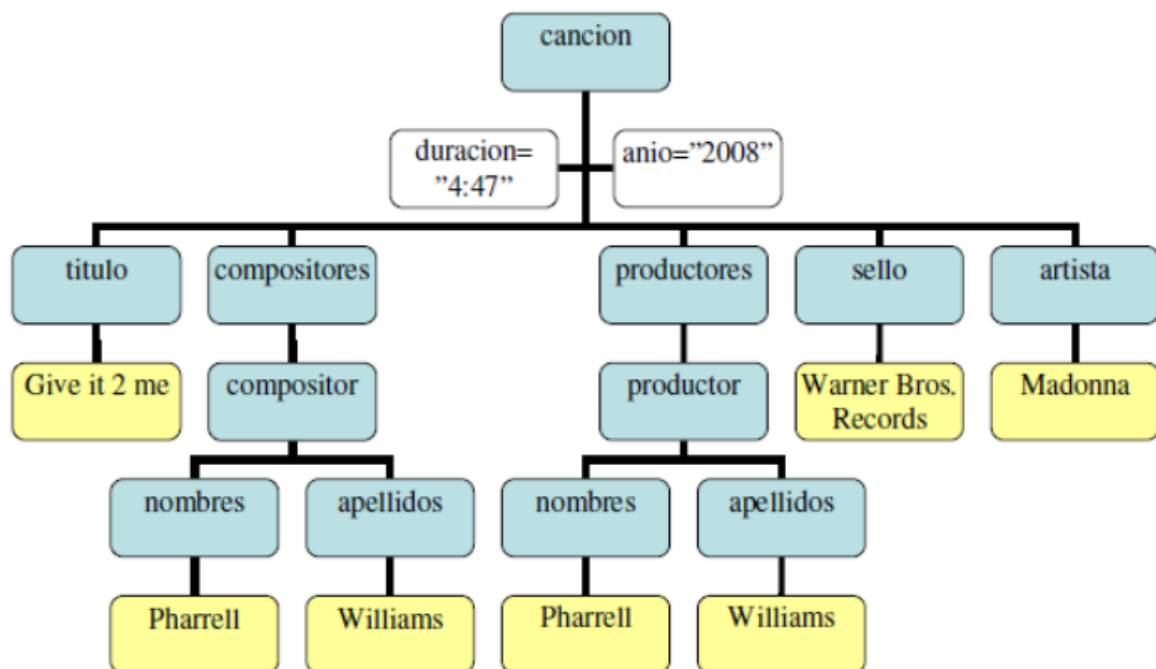 cancion
duracion=
”4:47”
anio=”2008”
titulo
compositores
productores
sello
artista
Give it 2 me
compositor
productor
Warner Bros.
Records
Madonna
nombres
apellidos
nombres
apellidos
Pharrell
Williams
Pharrell
Williams